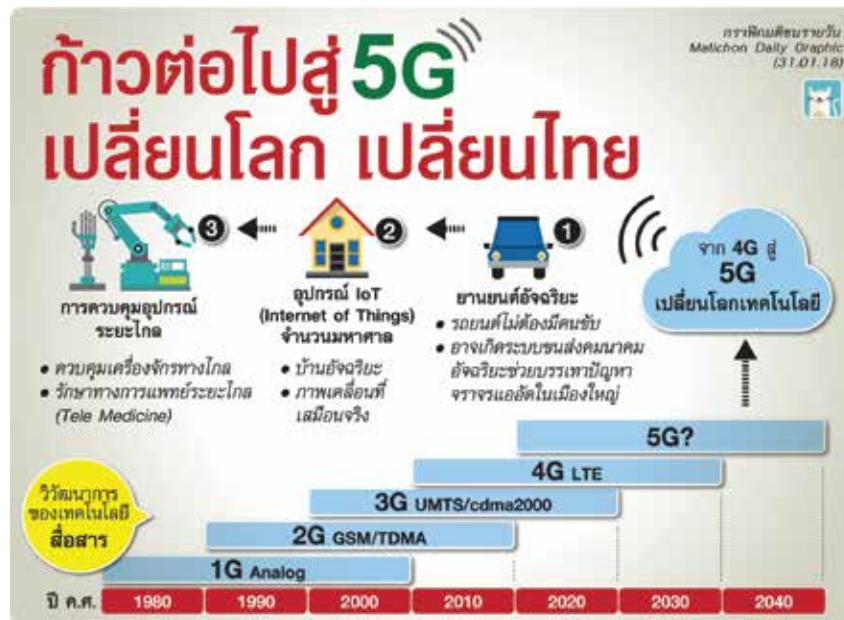 ก้าวต่อไปสู่ 5G
เปลี่ยนโลก เปลี่ยนไทย
กราฟิกมติชนรายวัน
Matichon Daily Graphic
(31.01.18)
จาก 4G สู่
5G
เปลี่ยนโลกเทคโนโลยี
1
ยานยนต์อัจฉริยะ
• รถยนต์ไม่ต้องมีคนขับ
• อาจเกิดระบบขนส่งคมนาคม
อัจฉริยะช่วยบรรเทาปัญหา
จราจรแออัดในเมืองใหญ่
2
อุปกรณ์ IoT
(Internet of Things)
จำนวนมหาศาล
• บ้านอัจฉริยะ
• ภาพเคลื่อนที่
เสมือนจริง
3
การควบคุมอุปกรณ์
ระยะไกล
• ควบคุมเครื่องจักรทางไกล
• รักษาทางการแพทย์ระยะไกล
(Tele Medicine)
วิวัฒนาการ
ของเทคโนโลยี
สื่อสาร
5G?
4G LTE
3G UMTS/cdma2000
2G GSM/TDMA
1G Analog
ปี ค.ศ. 1980 1990 2000 2010 2020 2030 2040